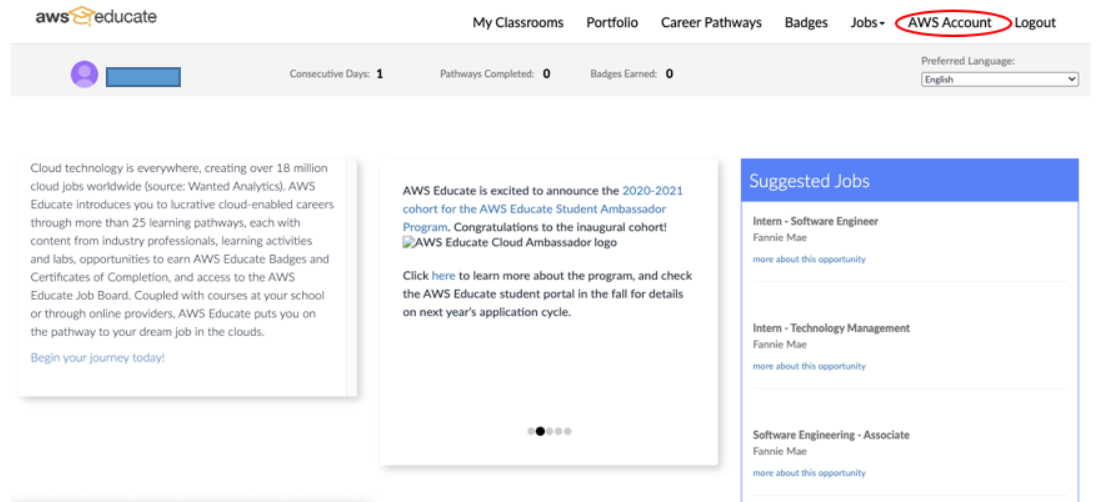 aws educate
My Classrooms Portfolio Career Pathways Badges Jobs AWS Account Logout
Consecutive Days: 1 Pathways Completed: 0 Badges Earned: 0
Preferred Language:
English
Cloud technology is everywhere, creating over 18 million
cloud jobs worldwide (source: Wanted Analytics). AWS
Educate introduces you to lucrative cloud-enabled careers
through more than 25 learning pathways, each with
content from industry professionals, learning activities
and labs, opportunities to earn AWS Educate Badges and
Certificates of Completion, and access to the AWS
Educate Job Board. Coupled with courses at your school
or through online providers, AWS Educate puts you on
the pathway to your dream job in the clouds.
Begin your journey today!
AWS Educate is excited to announce the 2020-2021
cohort for the AWS Educate Student Ambassador
Program. Congratulations to the inaugural cohort!
AWS Educate Cloud Ambassador logo
Click here to learn more about the program, and check
the AWS Educate student portal in the fall for details
on next year's application cycle.
Suggested Jobs
Intern - Software Engineer
Fannie Mae
more about this opportunity
Intern - Technology Management
Fannie Mae
more about this opportunity
Software Engineering - Associate
Fannie Mae
more about this opportunity